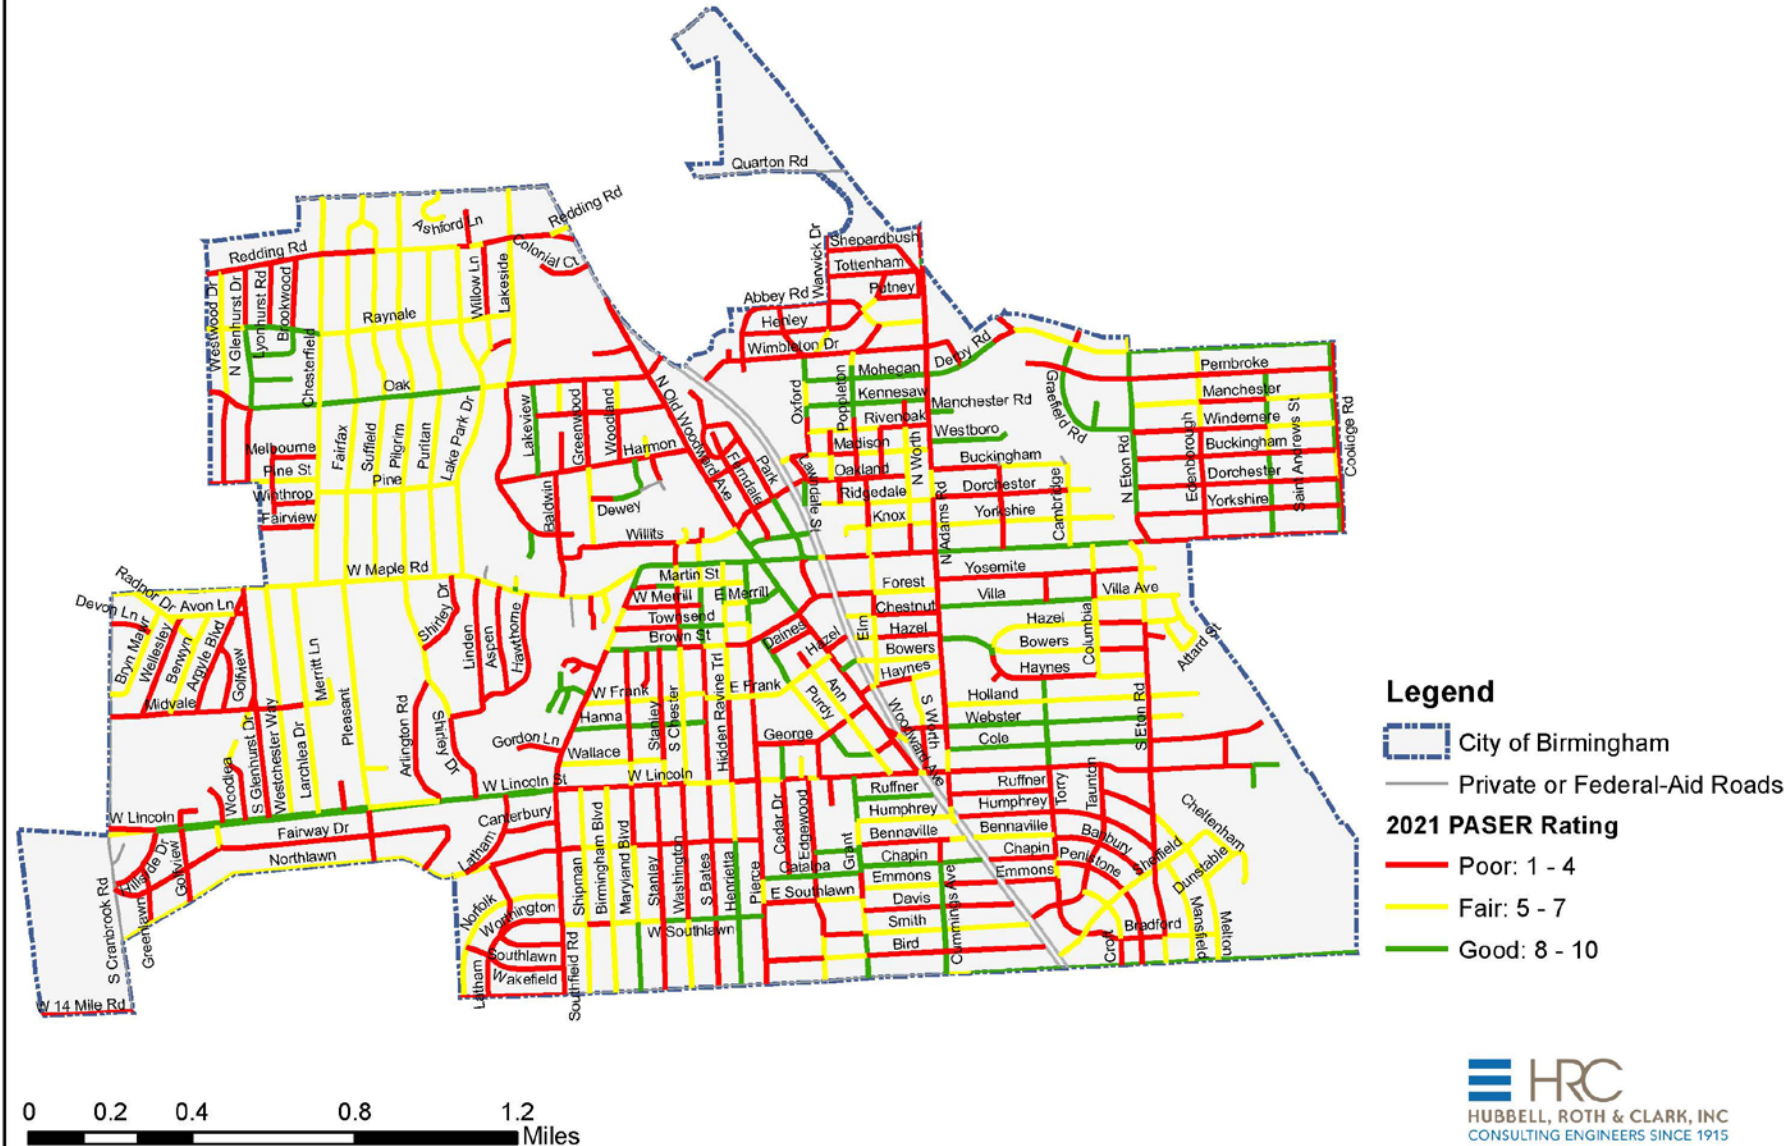 Quarton Rd
Redding Rd
Ashford Ln
Redding Rd
Colonial Ct
Westwood Dr
N Glenhurst Dr
Lyonhurst Rd
Brookwood
Willow Ln
Lakeside
Raynale
Chesterfield
Oak
Warwick Dr
Shepardbush
Tottenham
Putney
Abbey Rd
Henley
Wimbleton Dr
Derby Rd
Mohegan
Kennesaw
Oxford
Poppleton
Rivenoak
Manchester Rd
Madison
Westboro
Oakland
N Worth
Buckingham
Ridgedale
Dorchester
Knox
Yorkshire
Cambridge
Lawndale St
N Adams Rd
Graefield Rd
N Eton Rd
Pembroke
Manchester
Windemere
Buckingham
Dorchester
Yorkshire
Edenborough
Saint Andrews St
Coolidge Rd
Melbourne
Pine St
Winthrop
Fairview
Fairfax
Suffield
Pilgrim
Puritan
Lake Park Dr
Pine
Lakeview
Greenwood
Woodland
Harmon
N Old Woodward Ave
Ferndale
Park
Baldwin
Dewey
Willits
W Maple Rd
Radnor Dr
Devon Ln
Avon Ln
Bryn Mawr
Wellesley
Berwyn
Argyle Blvd
Golfview
Midvale
Merritt Ln
Pleasant
Shirley Dr
Linden
Aspen
Hawthorne
Martin St
W Merrill
E Merrill
Townsend
Brown St
Daines
Hazel
Forest
Chestnut
Elm
Hazel
Bowers
Haynes
Yosemite
Villa
Villa Ave
Hazel
Bowers
Haynes
Columbia
Attard St
W Frank
E Frank
Hanna
Stanley
S Chester
Hidden Ravine Trl
Ann
Purdy
Woodward Ave
S Worth
Holland
Webster
Cole
S Eton Rd
Woodlea
S Glenhurst Dr
Westchester Way
Larchlea Dr
Arlington Rd
Shirley Dr
Gordon Ln
Wallace
George
W Lincoln St
W Lincoln
W Lincoln
Fairway Dr
Northlawn
Canterbury
Latham
Hillside Dr
Golfview
Greenlawn
S Cranbrook Rd
W 14 Mile Rd
Norfolk
Worthington
Southlawn
Wakefield
Latham
Southfield Rd
Shipman
Birmingham Blvd
Maryland Blvd
Stanley
Washington
S Bates
Henrietta
Pierce
Cedar Dr
Edgewood
Catalpa
Grant
W Southlawn
E Southlawn
Ruffner
Humphrey
Bennaville
Chapin
Emmons
Davis
Smith
Bird
Cummings Ave
Ruffner
Humphrey
Bennaville
Chapin
Emmons
Torry
Taunton
Banbury
Penistone
Sheffield
Cheltenham
Dunstable
Bradford
Croft
Mansfield
Melton
Legend
City of Birmingham
Private or Federal-Aid Roads
2021 PASER Rating
Poor: 1 - 4
Fair: 5 - 7
Good: 8 - 10
0 0.2 0.4 0.8 1.2
Miles
HRC
HUBBELL, ROTH & CLARK, INC
CONSULTING ENGINEERS SINCE 1915